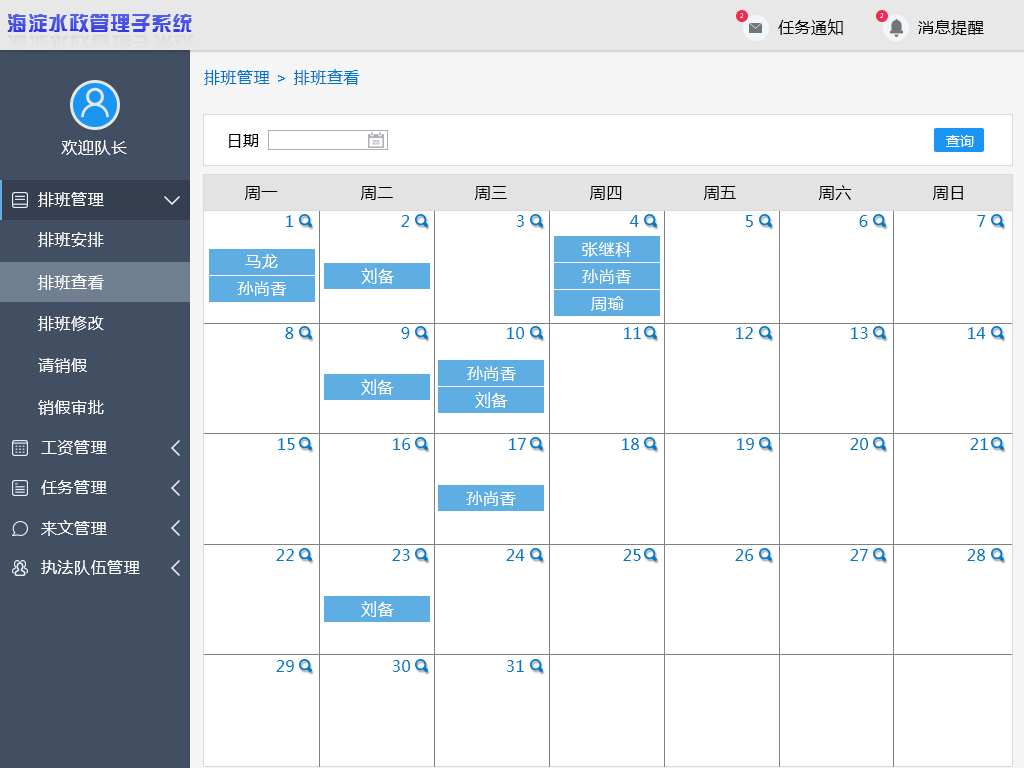 海淀水政管理子系统
2
任务通知
2
消息提醒
欢迎队长
排班管理
排班安排
排班查看
排班修改
请销假
销假审批
工资管理
任务管理
来文管理
执法队伍管理
排班管理 > 排班查看
日期
25
查询
周一 周二 周三 周四 周五 周六 周日
1 2 3 4 5 6 7
马龙
孙尚香
刘备
张继科
孙尚香
周瑜
8 9 10 11 12 13 14
刘备
孙尚香
刘备
15 16 17 18 19 20 21
孙尚香
22 23 24 25 26 27 28
刘备
29 30 31